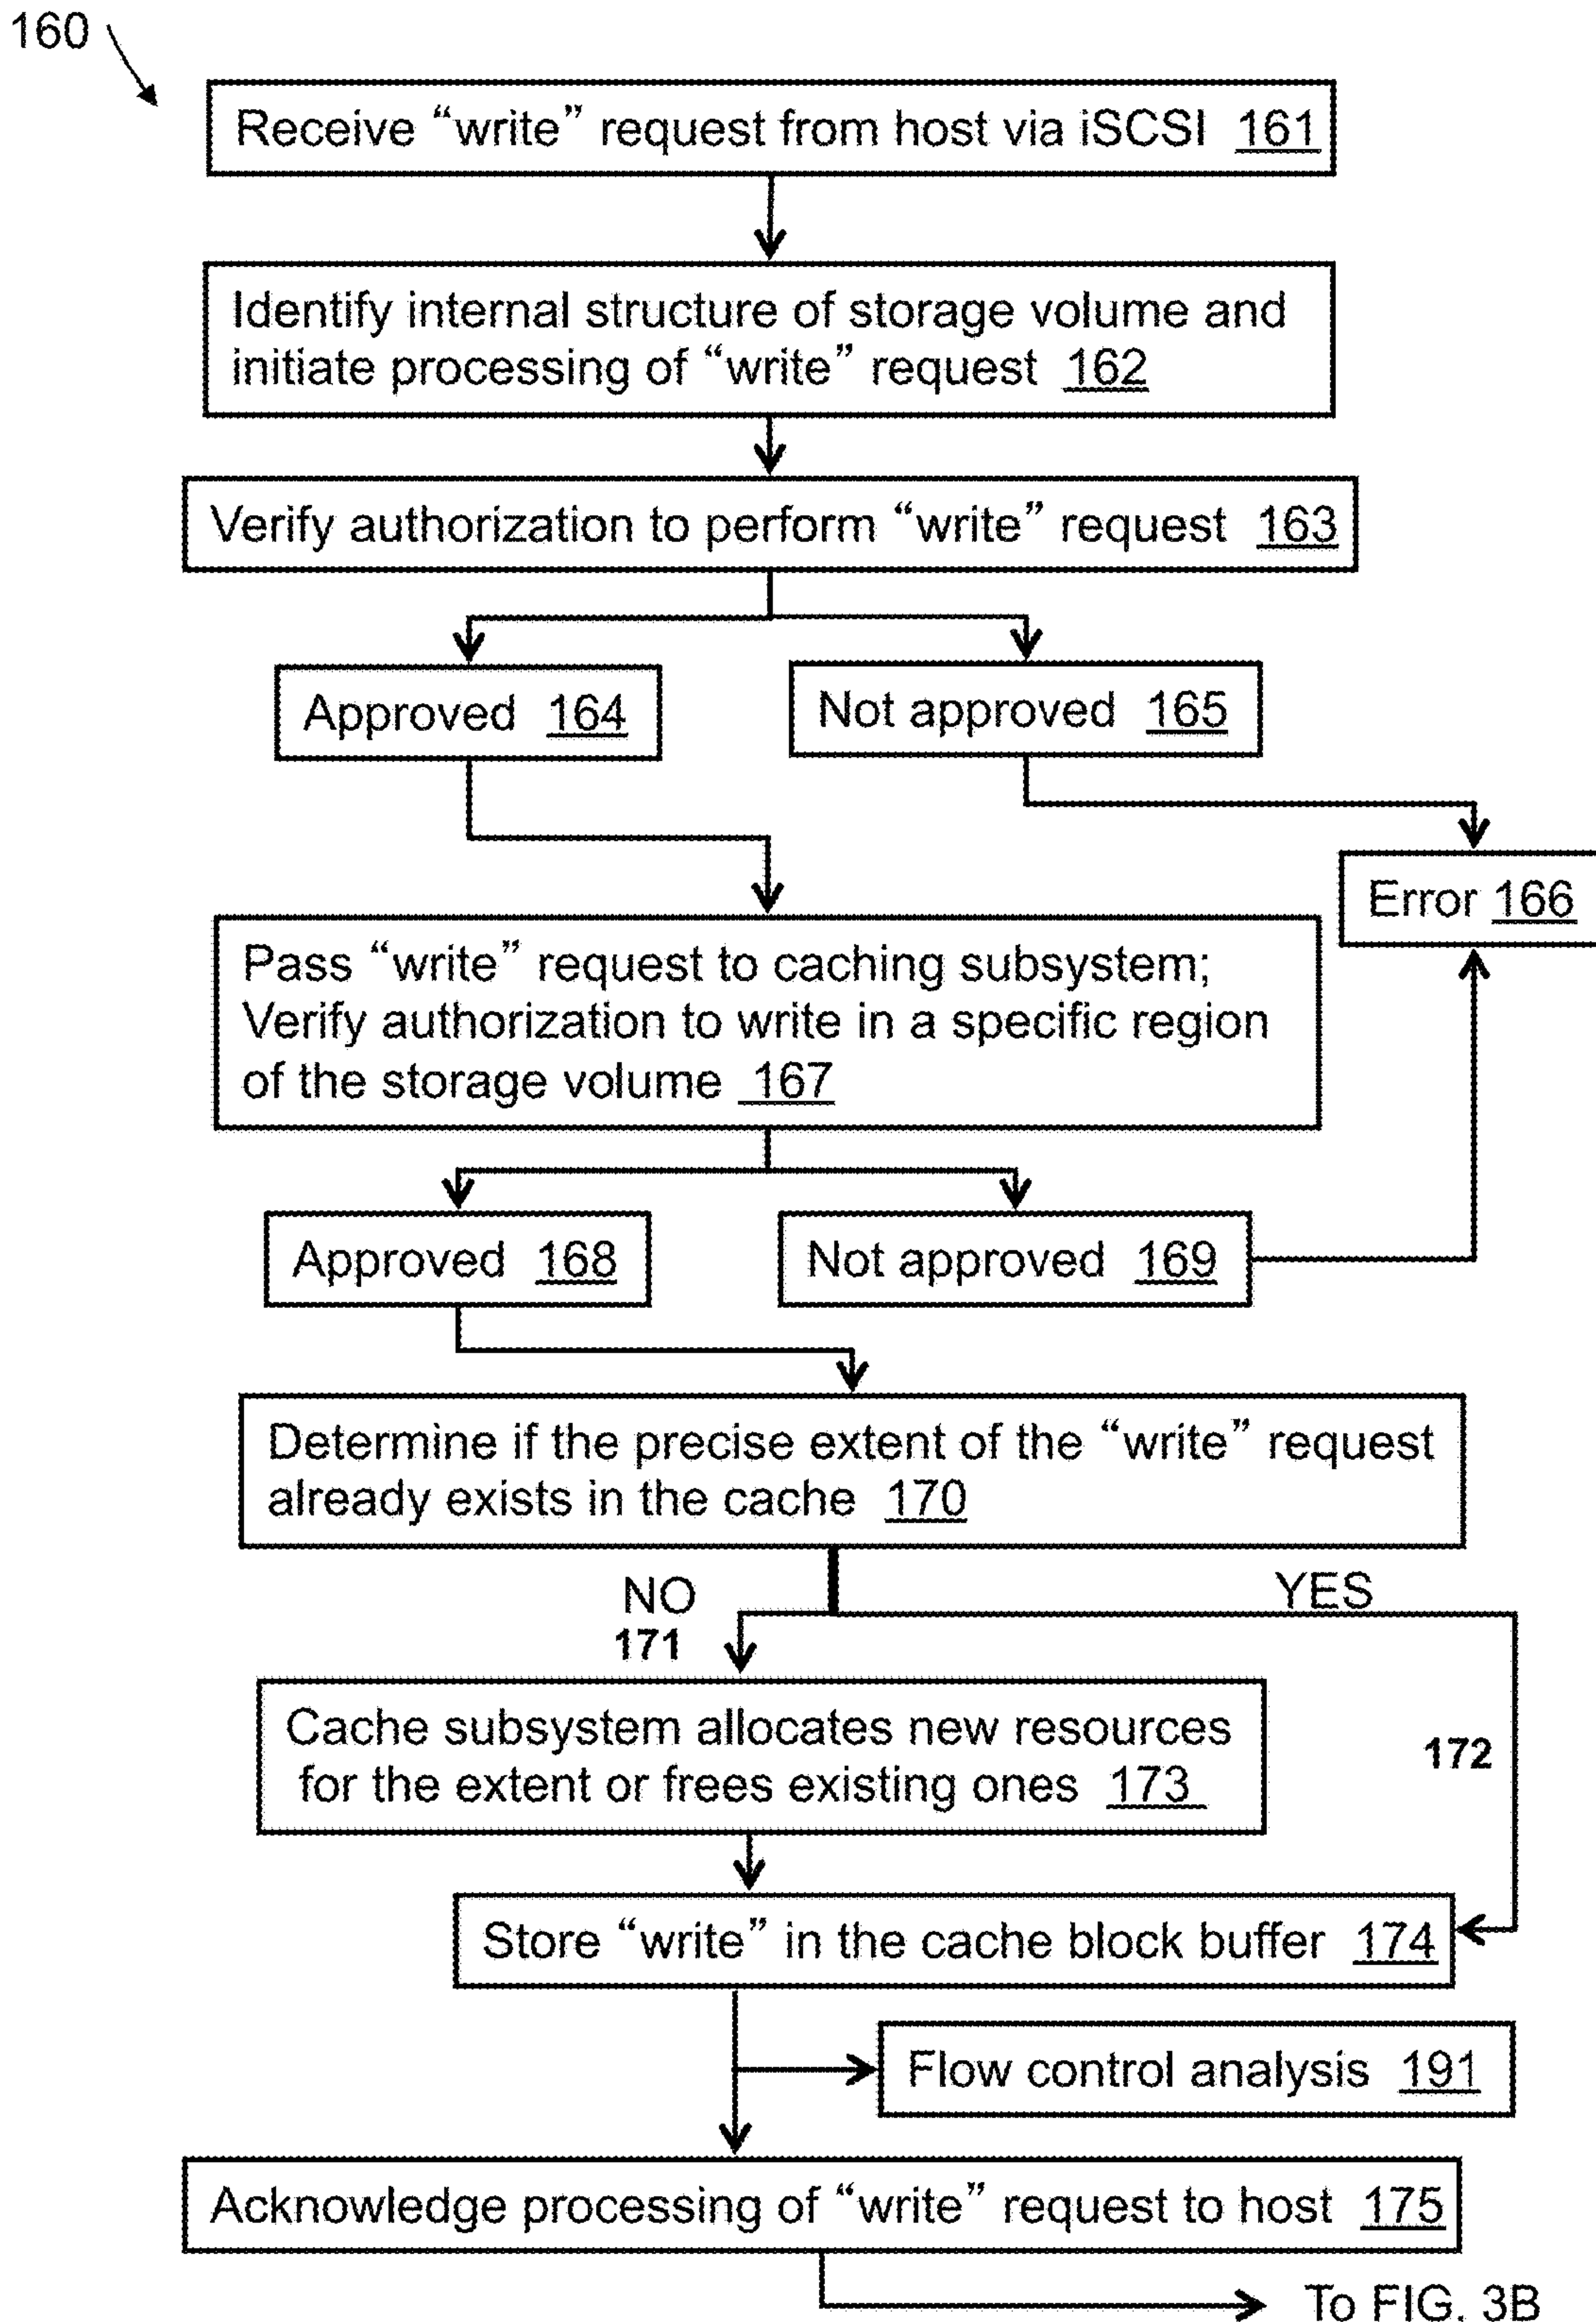 160
Receive “write” request from host via iSCSI 161
Identify internal structure of storage volume and
initiate processing of “write” request 162
Verify authorization to perform “write” request 163
Approved 164
Not approved 165
Error 166
Pass “write” request to caching subsystem;
Verify authorization to write in a specific region
of the storage volume 167
Approved 168
Not approved 169
Determine if the precise extent of the “write” request
already exists in the cache 170
NO
171
YES
Cache subsystem allocates new resources
for the extent or frees existing ones 173
172
Store “write” in the cache block buffer 174
Flow control analysis 191
Acknowledge processing of “write” request to host 175
To FIG. 3B